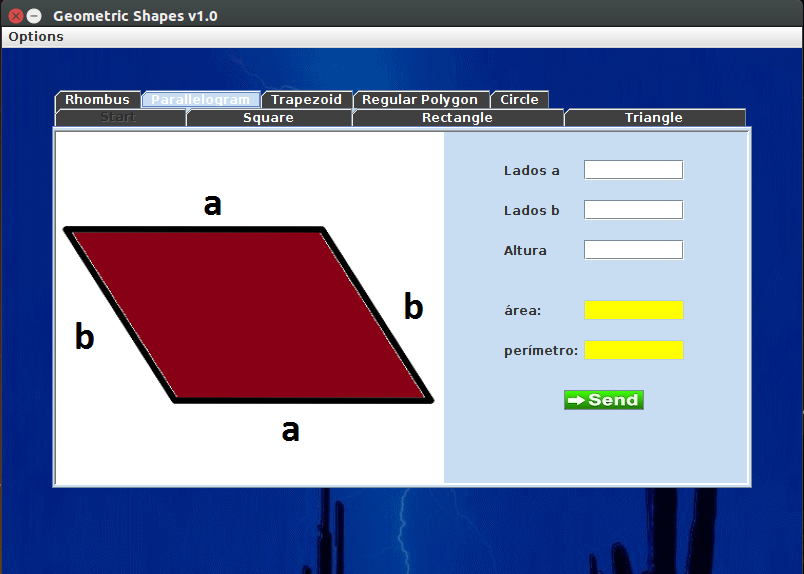 Geometric Shapes v1.0
Options
Rhombus Parallelogram Trapezoid Regular Polygon Circle
Start Square Rectangle Triangle
a
b
b
a
Lados a
Lados b
Altura
área:
perímetro:
Send